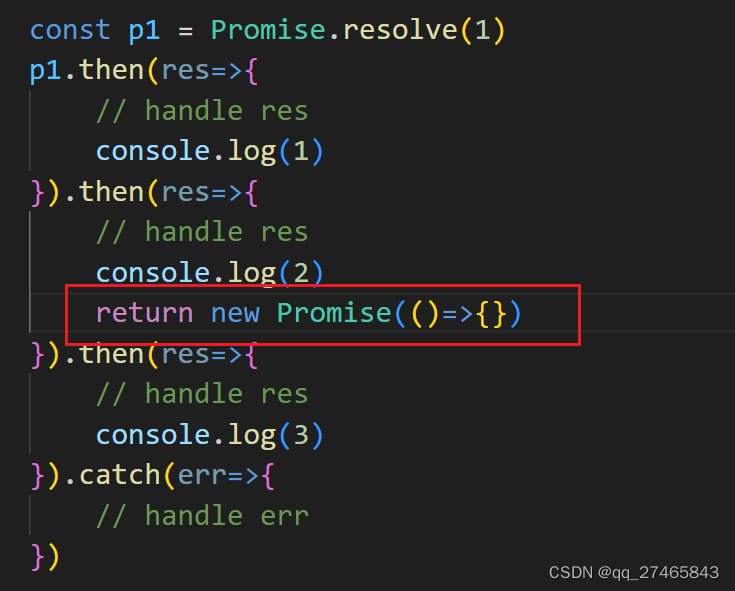 const p1 = Promise.resolve(1)
p1.then(res=>{
    // handle res
    console.log(1)
}).then(res=>{
    // handle res
    console.log(2)
    return new Promise(()=>{})
}).then(res=>{
    // handle res
    console.log(3)
}).catch(err=>{
    // handle err
})
CSDN @qq_27465843